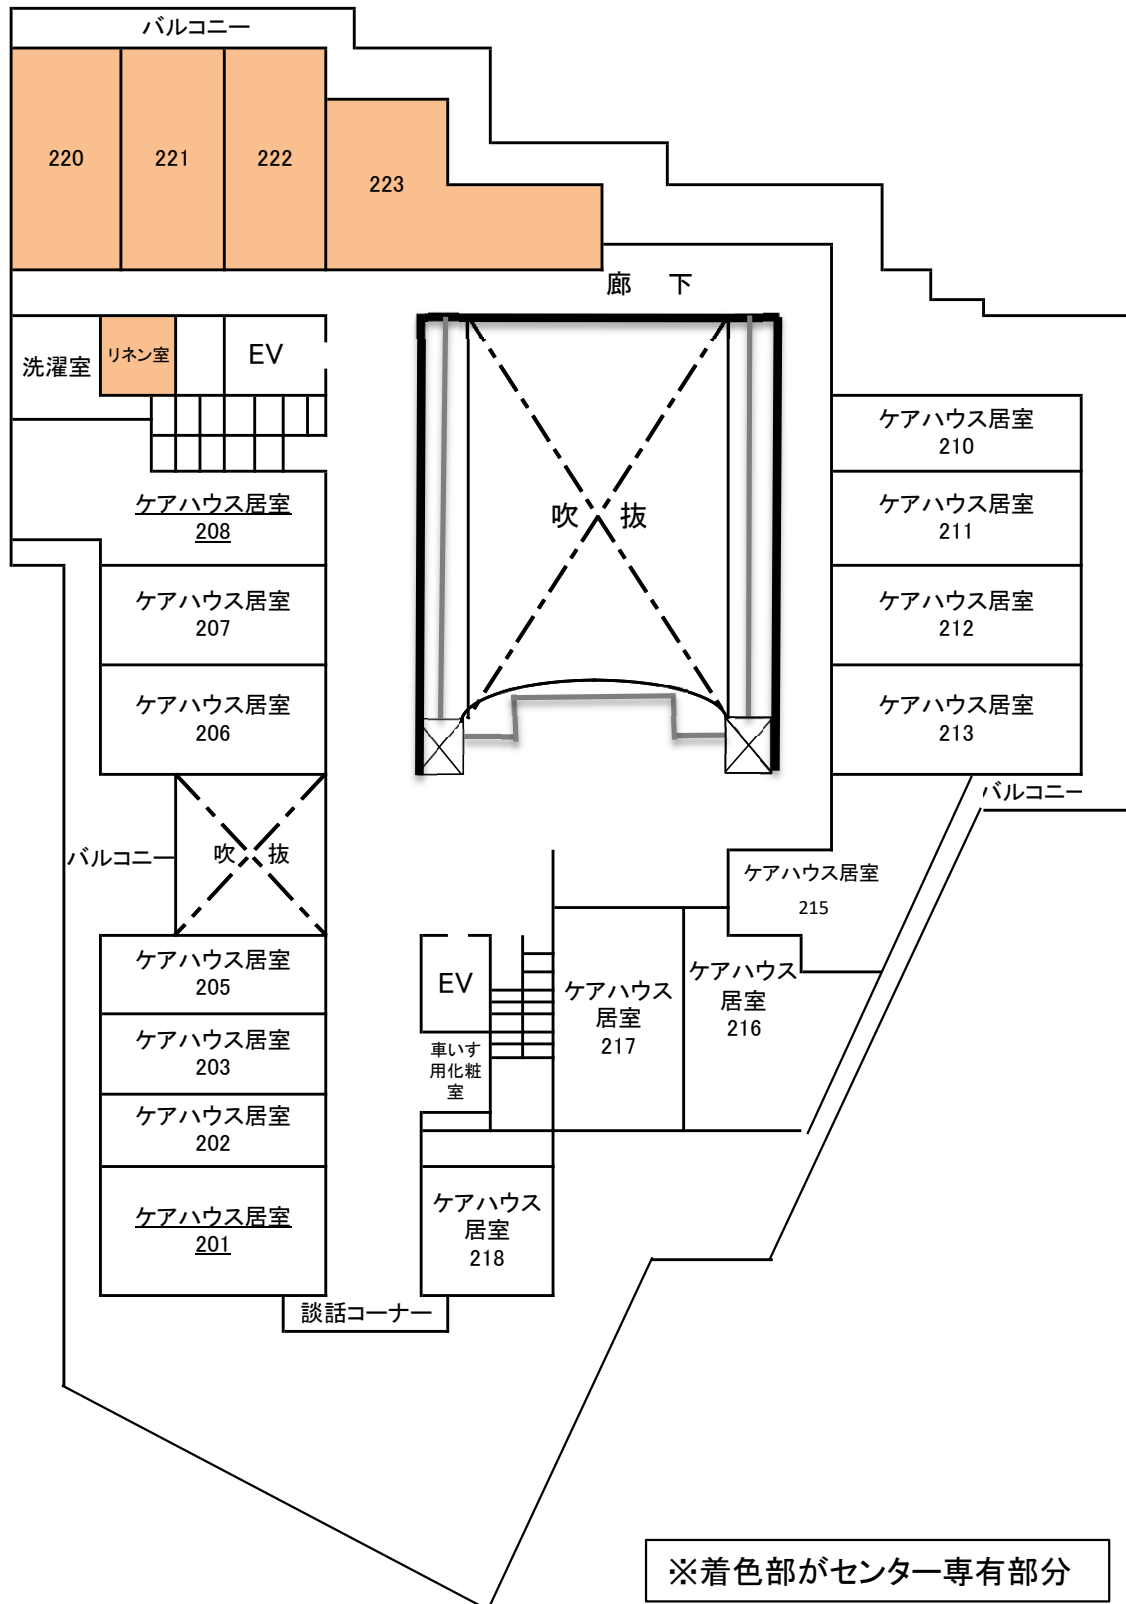 バルコニー
220
221
222
223
廊　下
洗濯室
リネン室
EV
ケアハウス居室
210
ケアハウス居室
208
吹　抜
ケアハウス居室
211
ケアハウス居室
207
ケアハウス居室
212
ケアハウス居室
206
ケアハウス居室
213
バルコニー
バルコニー
吹　抜
ケアハウス居室
215
ケアハウス居室
205
EV
ケアハウス
居室
217
ケアハウス
居室
216
ケアハウス居室
203
車いす
用化粧
室
ケアハウス居室
202
ケアハウス居室
201
ケアハウス
居室
218
談話コーナー
※着色部がセンター専有部分